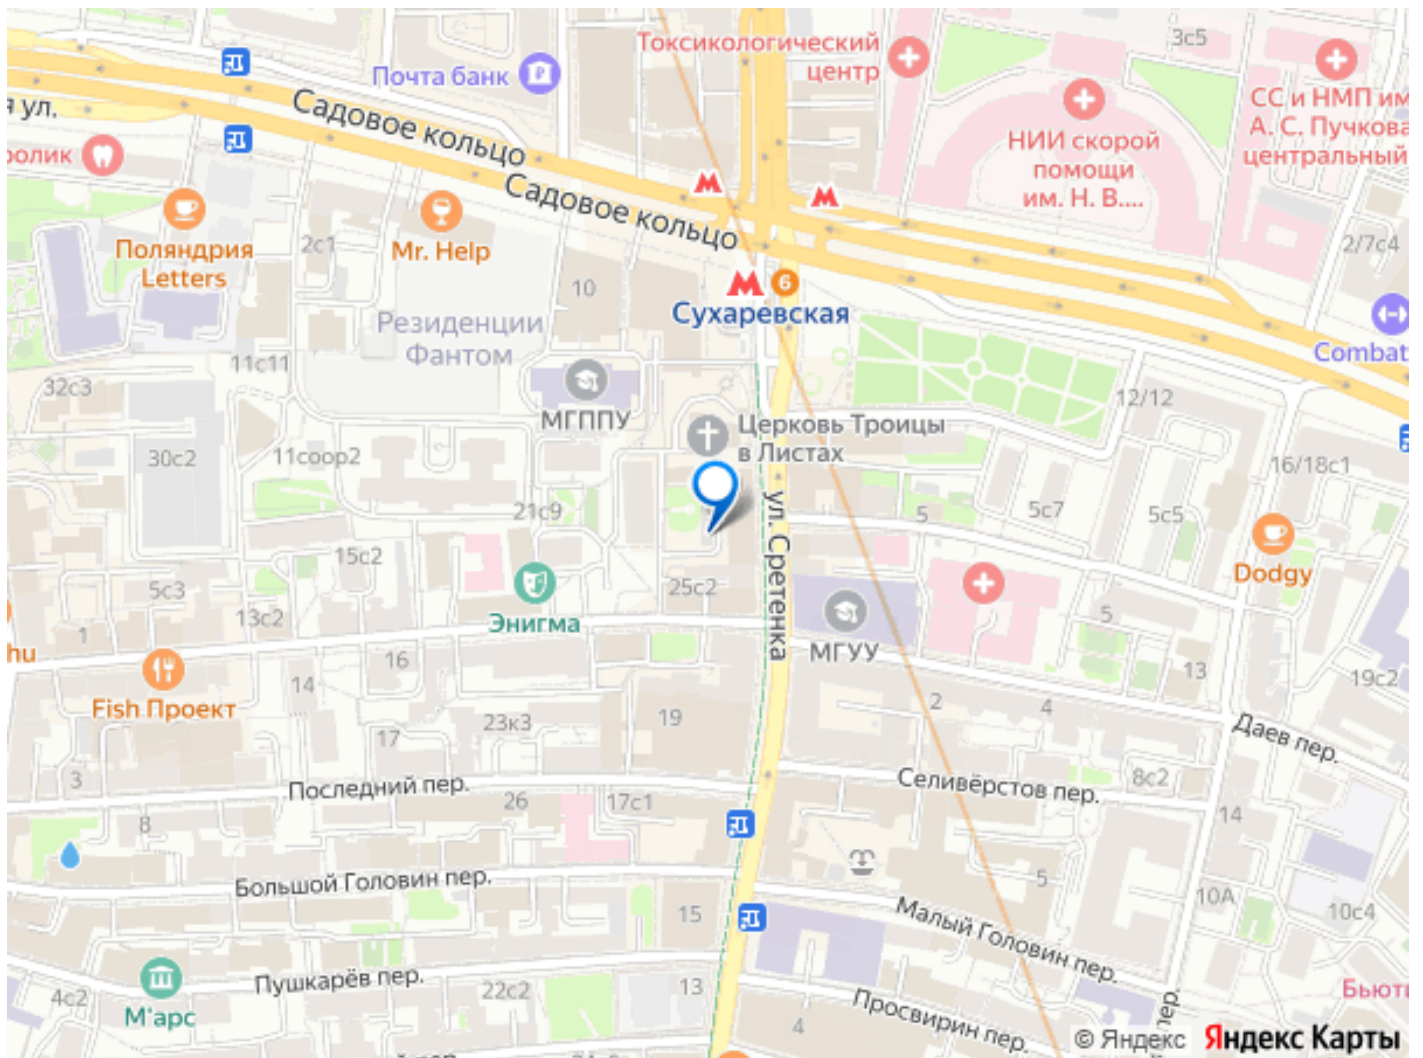 Токсикологический
центр
3с5
Почта банк
СС и НМП им
А. С. Пучкова
центральный
я ул.
Садовое кольцо
НИИ скорой
помощи
им. Н. В....
ролик
Садовое кольцо
Поляндрия
Letters
2с1
Mr. Help
2/7с4
10
6
Сухаревская
Резиденции
Фантом
Combat
11с11
32с3
МГППУ
12/12
Церковь Троицы
в Листах
30с2
11соор2
16/18с1
21с9
ул. Сретенка
5
5с7
5с5
15с2
Dodgy
5с3
25с2
13с2
Энигма
5
1
hu
МГУУ
16
13
19с2
Fish Проект
14
2
4
23к3
19
17
Даев пер.
3
Последний пер.
Селивёрстов пер.
8с2
26
17с1
14
8
Большой Головин пер.
5
10А
15
Малый Головин пер.
10с4
Пушкарёв пер.
4с2
22с2
13
Бьюти
М'арс
Просвирин пер.
4
пер.
© Яндекс Яндекс Карты